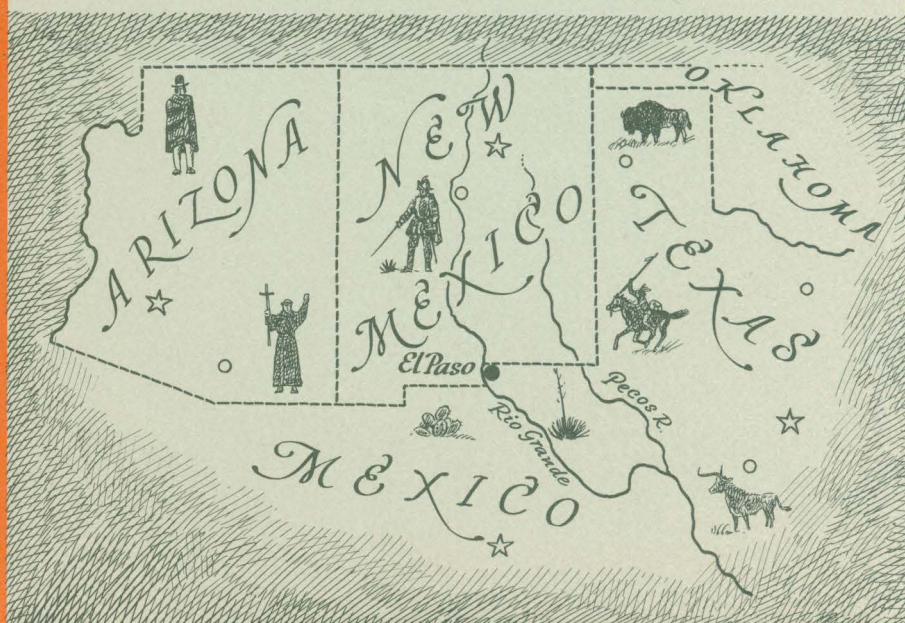 OKLAHOMA
ARIZONA
NEW
MEXICO
TEXAS
El Paso
Pecos R.
Rio Grande
MEXICO